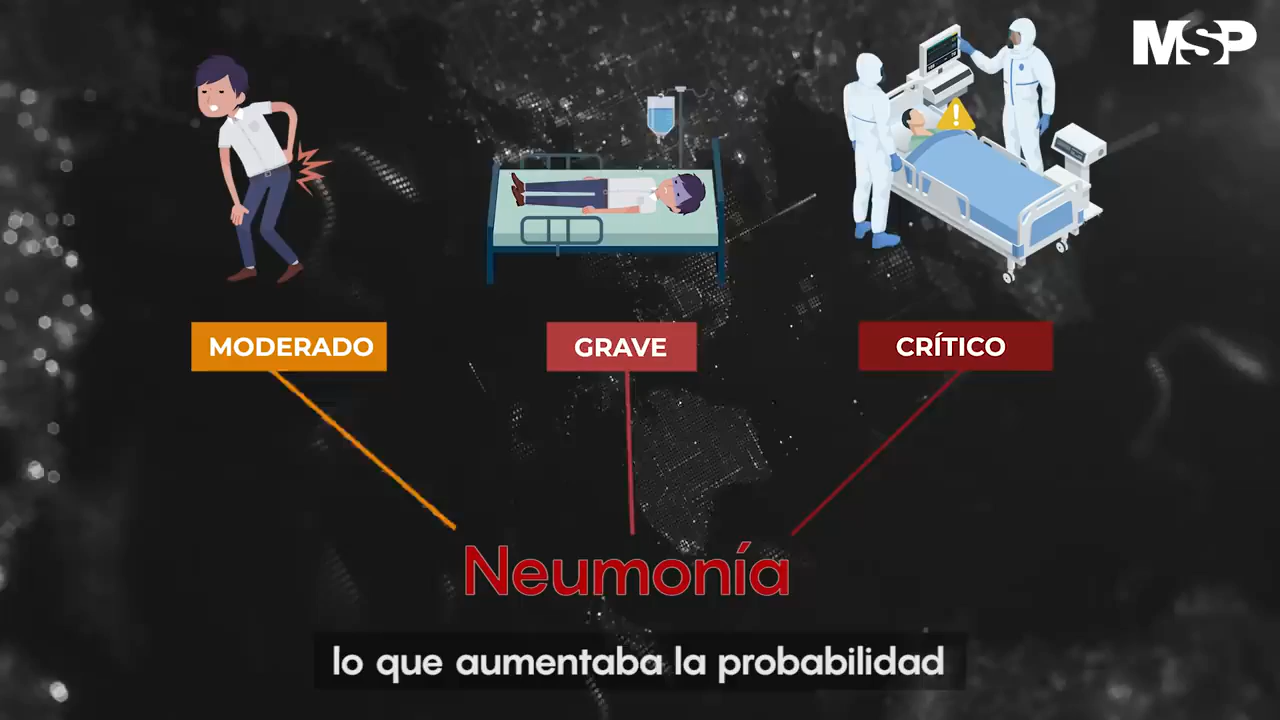 MSP
MODERADO
GRAVE
CRÍTICO
Neumonía
lo que aumentaba la probabilidad